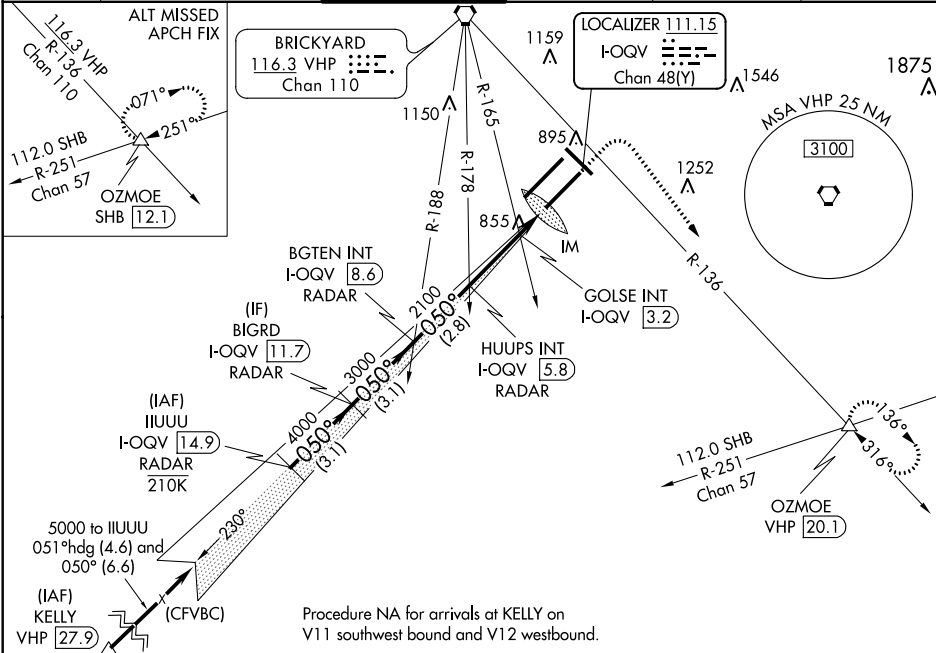 ALT MISSED
APCH FIX
116.3 VHP
R-136
Chan 110
071°
251°
112.0 SHB
R-251
Chan 57
OZMOE
SHB 12.1
BRICKYARD
116.3 VHP
Chan 110
LOCALIZER 111.15
I-OQV
Chan 48(Y)
1159
1546
1875
1150
895
1252
855
MSA VHP 25 NM
3100
R-165
R-178
R-188
R-136
IM
BGTEN INT
I-OQV 8.6
RADAR
GOLSE INT
I-OQV 3.2
HUUPS INT
I-OQV 5.8
RADAR
(IF)
BIGRD
I-OQV 11.7
RADAR
2100
050°
(2.8)
3000
050°
(3.1)
4000
050°
(3.1)
(IAF)
IIUUU
I-OQV 14.9
RADAR
210K
230°
5000 to IIUUU
051°hdg (4.6) and
050° (6.6)
(IAF)
KELLY
VHP 27.9
(CFVBC)
136°
316°
112.0 SHB
R-251
Chan 57
OZMOE
VHP 20.1
Procedure NA for arrivals at KELLY on
V11 southwest bound and V12 westbound.